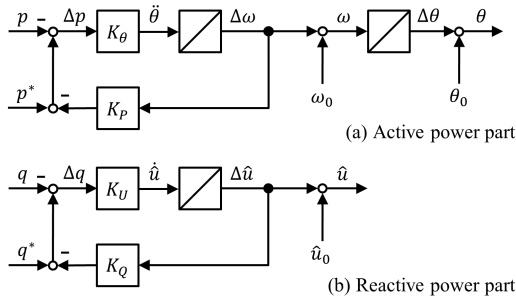 p − Δp K_θ θ̈ Δω ω Δθ θ
p* − K_P ω₀ θ₀
(a) Active power part
q − Δq K_U û̇ Δû û
q* − K_Q û₀
(b) Reactive power part